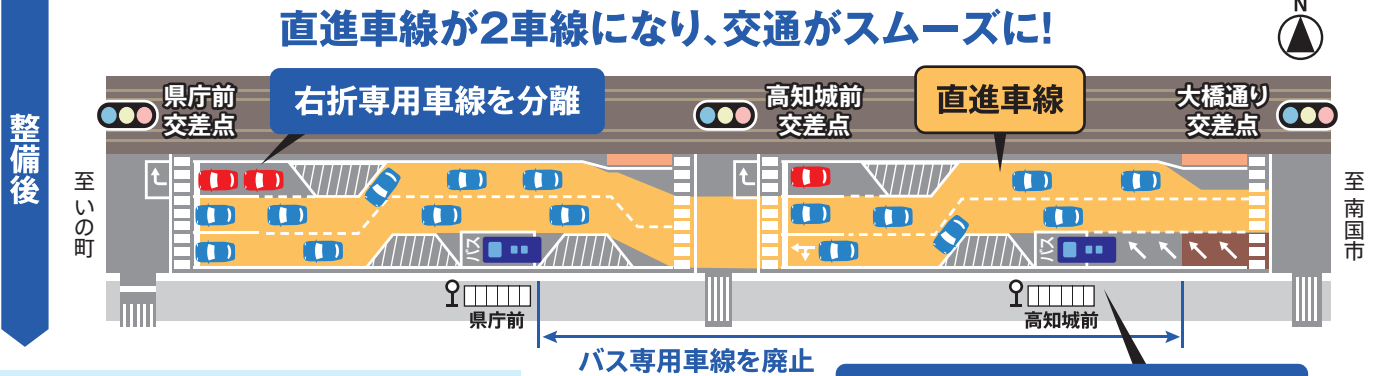 直進車線が2車線になり、交通がスムーズに!
N
整備後
県庁前
交差点
右折専用車線を分離
高知城前
交差点
直進車線
大橋通り
交差点
至 いの町
至 南国市
バス
バス
県庁前
高知城前
バス専用車線を廃止